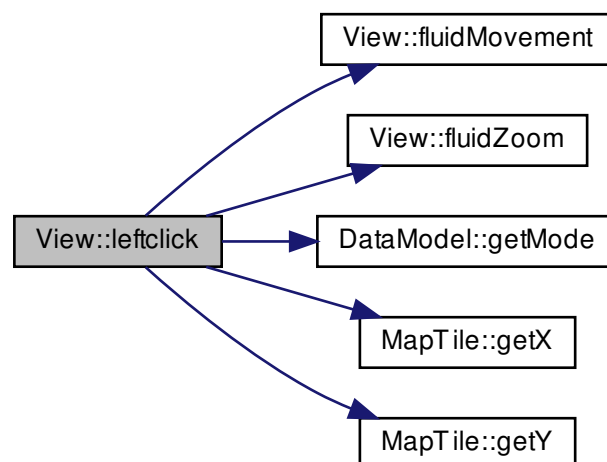 View::fluidMovement
View::fluidZoom
View::leftclick
DataModel::getMode
MapTile::getX
MapTile::getY